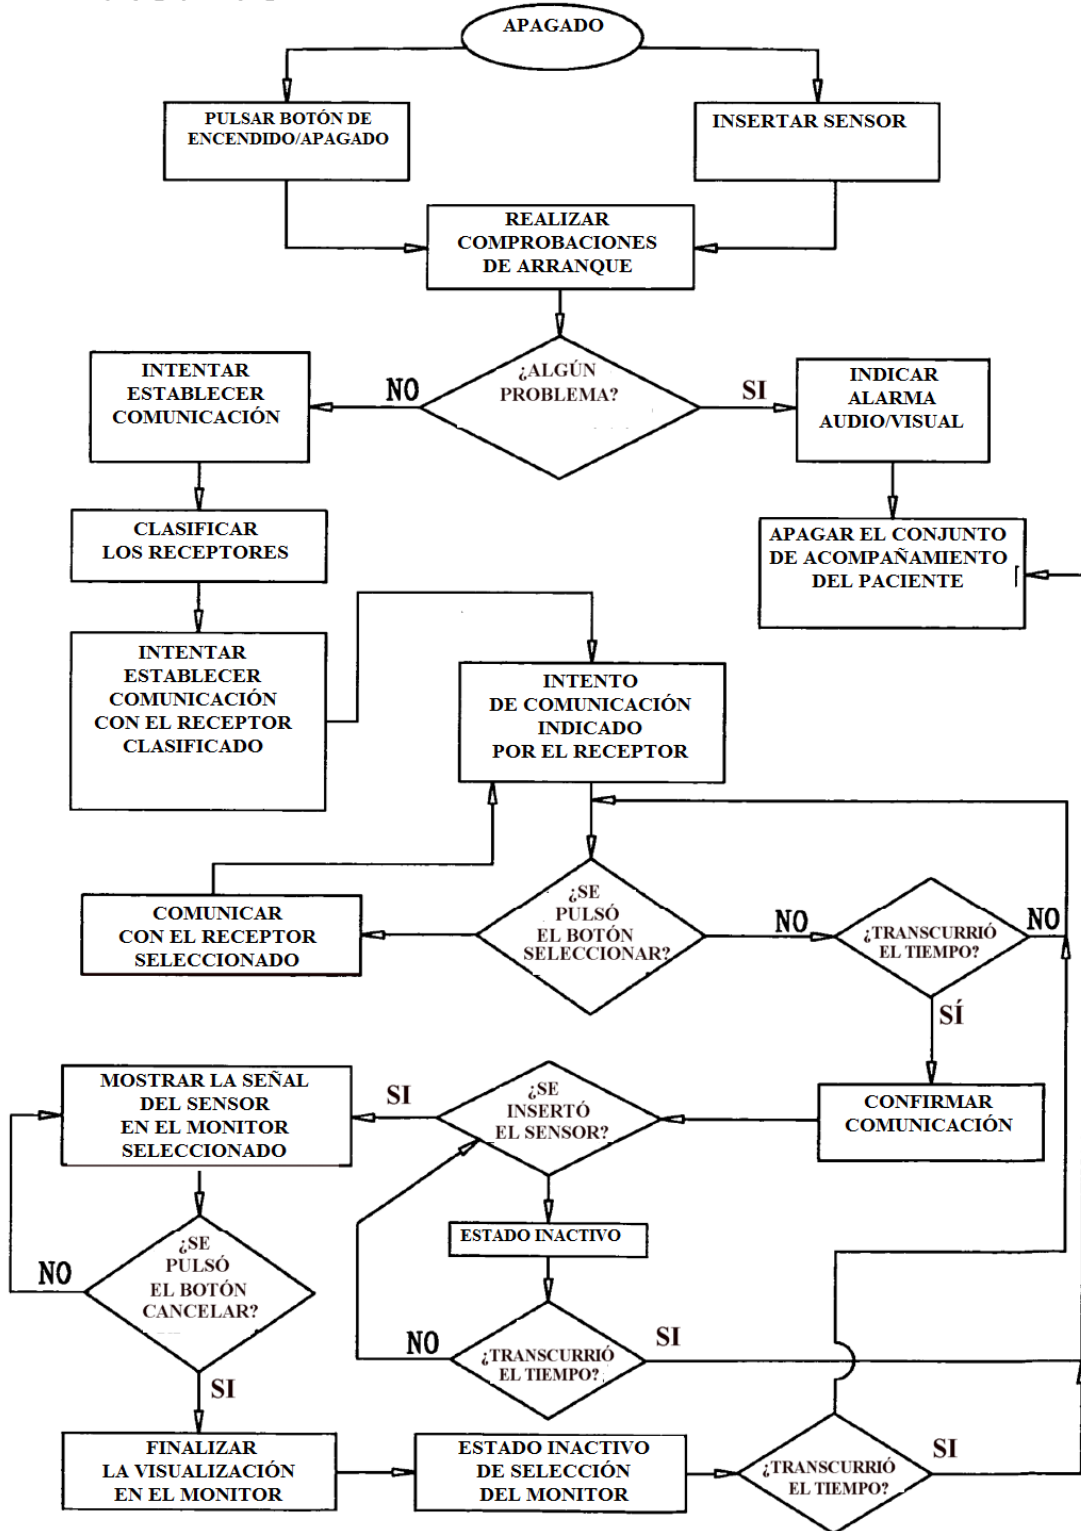 APAGADO
PULSAR BOTÓN DE
ENCENDIDO/APAGADO
INSERTAR SENSOR
REALIZAR
COMPROBACIONES
DE ARRANQUE
¿ALGÚN
PROBLEMA?
NO
SI
INTENTAR
ESTABLECER
COMUNICACIÓN
INDICAR
ALARMA
AUDIO/VISUAL
CLASIFICAR
LOS RECEPTORES
APAGAR EL CONJUNTO
DE ACOMPAÑAMIENTO
DEL PACIENTE
INTENTAR
ESTABLECER
COMUNICACIÓN
CON EL RECEPTOR
CLASIFICADO
INTENTO
DE COMUNICACIÓN
INDICADO
POR EL RECEPTOR
¿SE
PULSÓ
EL BOTÓN
SELECCIONAR?
NO
¿TRANSCURRIÓ
EL TIEMPO?
NO
SÍ
COMUNICAR
CON EL RECEPTOR
SELECCIONADO
CONFIRMAR
COMUNICACIÓN
¿SE
INSERTÓ
EL SENSOR?
SI
MOSTRAR LA SEÑAL
DEL SENSOR
EN EL MONITOR
SELECCIONADO
ESTADO INACTIVO
¿SE
PULSÓ
EL BOTÓN
CANCELAR?
NO
SI
¿TRANSCURRIÓ
EL TIEMPO?
NO
SI
FINALIZAR
LA VISUALIZACIÓN
EN EL MONITOR
ESTADO INACTIVO
DE SELECCIÓN
DEL MONITOR
¿TRANSCURRIÓ
EL TIEMPO?
SI